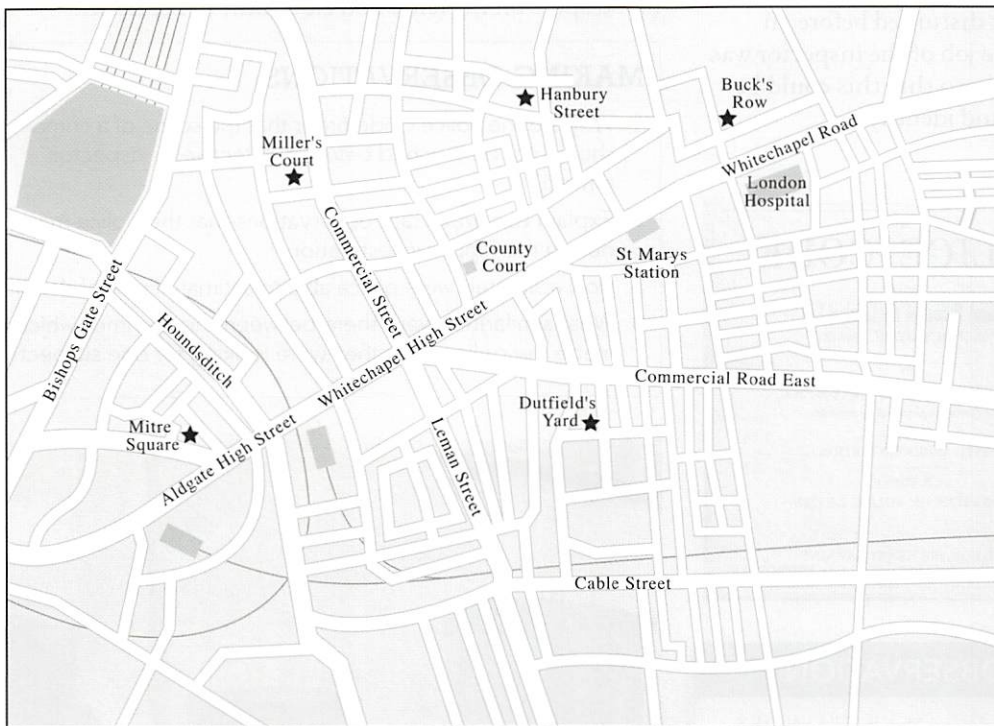 Hanbury
Street
Buck's
Row
Whitechapel Road
Miller's
Court
London
Hospital
Commercial Street
County
Court
St Marys
Station
Bishops Gate Street
Houndsditch
Whitechapel High Street
Commercial Road East
Mitre
Square
Dutfield's
Yard
Leman Street
Aldgate High Street
Cable Street